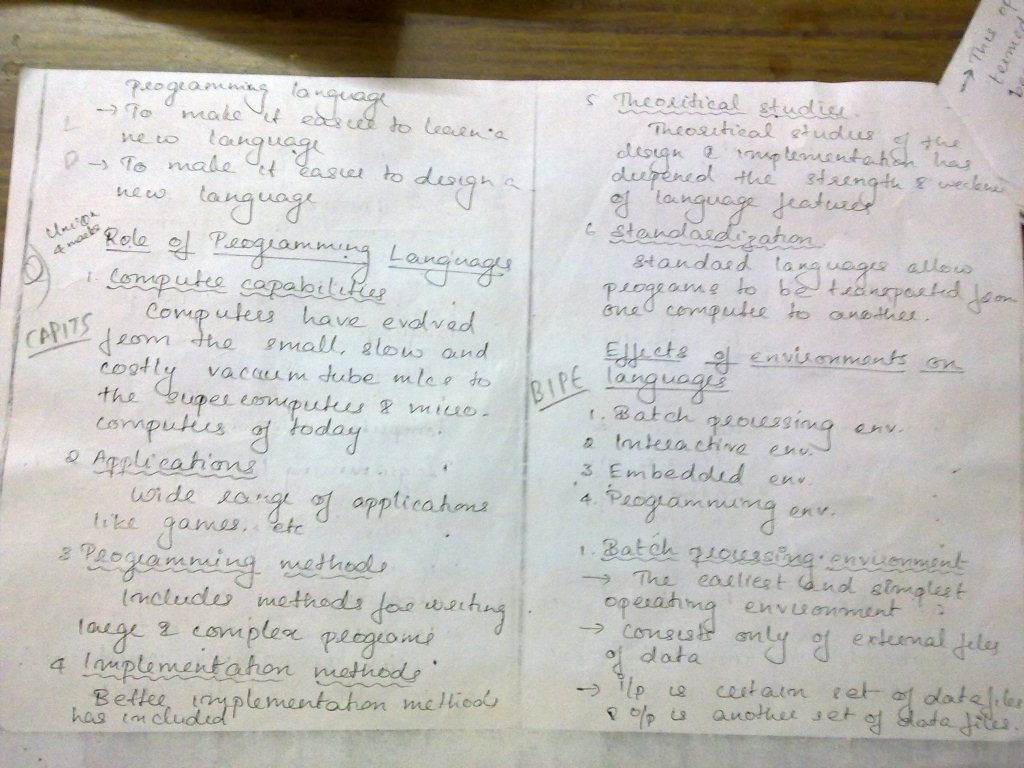 programming language
→ To make it easier to learn a
new language
→ To make it easier to design a
new language
4 marks
Role of Programming Languages
1. Computer capabilities
CAPITS
Computers have evolved
from the small, slow and
costly vacuum tube m/cs to
the supercomputers & micro-
computers of today
2 Applications
Wide range of applications
like games. etc
3 Programming methods
Includes methods for writing
large & complex programs
4 Implementation methods
Better implementation methods
has included
5 Theoritical studies
Theoritical studies of the
design & implementation has
deepened the strength &
of language features
6 Standardization
standard languages allow
programs to be transported from
one computer to another.
Effects of environments on
languages
BIPE
1. Batch processing env.
2 Interactive env.
3 Embedded env.
4. Programming env.
1. Batch processing environment
→ The earliest and simplest
operating environment
→ consists only of external files
of data
→ i/p is certain set of data files
& o/p is another set of data files.
→ This op
termed
be